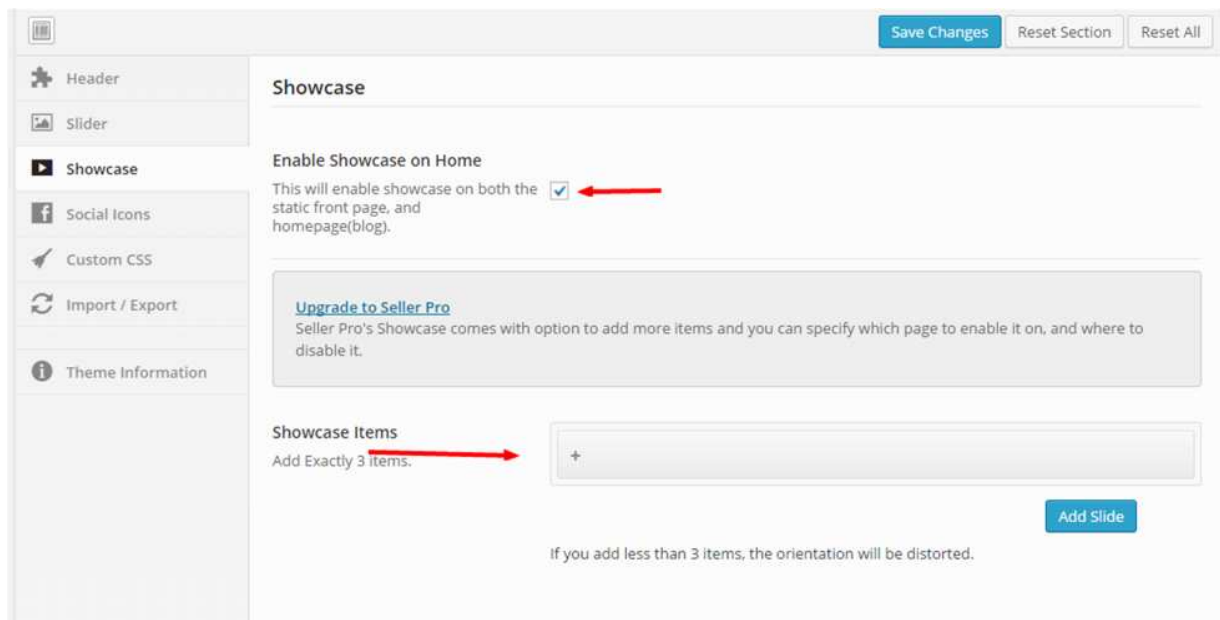 Save Changes
Reset Section
Reset All
Header
Slider
Showcase
Social Icons
Custom CSS
Import / Export
Theme Information
Showcase
Enable Showcase on Home
This will enable showcase on both the
static front page, and
homepage(blog).
Upgrade to Seller Pro
Seller Pro's Showcase comes with option to add more items and you can specify which page to enable it on, and where to
disable it.
Showcase Items
Add Exactly 3 items.
+
Add Slide
If you add less than 3 items, the orientation will be distorted.